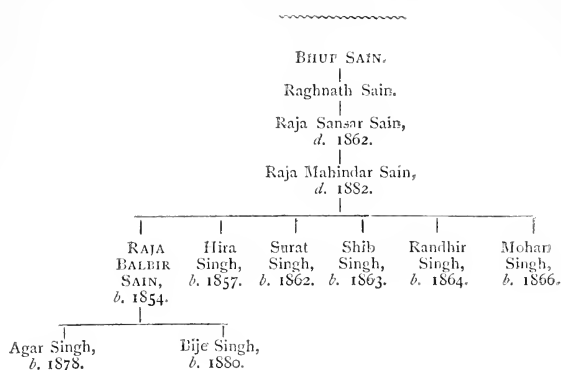 BHUP SAIN.
Raghnath Sain.
Raja Sansar Sain,
d. 1862.
Raja Mahindar Sain,
d. 1882.
RAJA BALBIR SAIN, b. 1854.
Hira Singh, b. 1857.
Surat Singh, b. 1862.
Shib Singh, b. 1863.
Randhir Singh, b. 1864.
Mohan Singh, b. 1866.
Agar Singh,
b. 1878.
Bije Singh,
b. 1880.